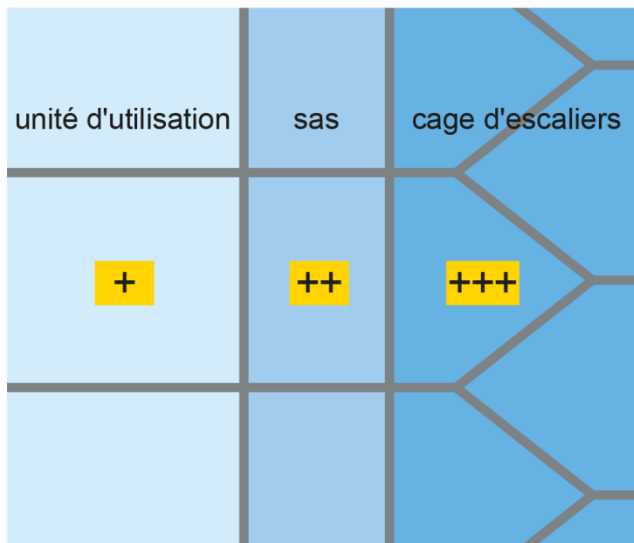 unité d'utilisation sas cage d'escaliers
+ ++ +++